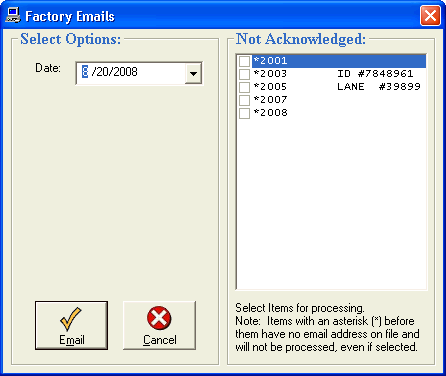 Factory Emails
Select Options:
Date: 8/20/2008
Email
Cancel
Not Acknowledged:
*2001
*2003 ID #7848961
*2005 LANE #39899
*2007
*2008
Select Items for processing.
Note: Items with an asterisk (*) before
them have no email address on file and
will not be processed, even if selected.